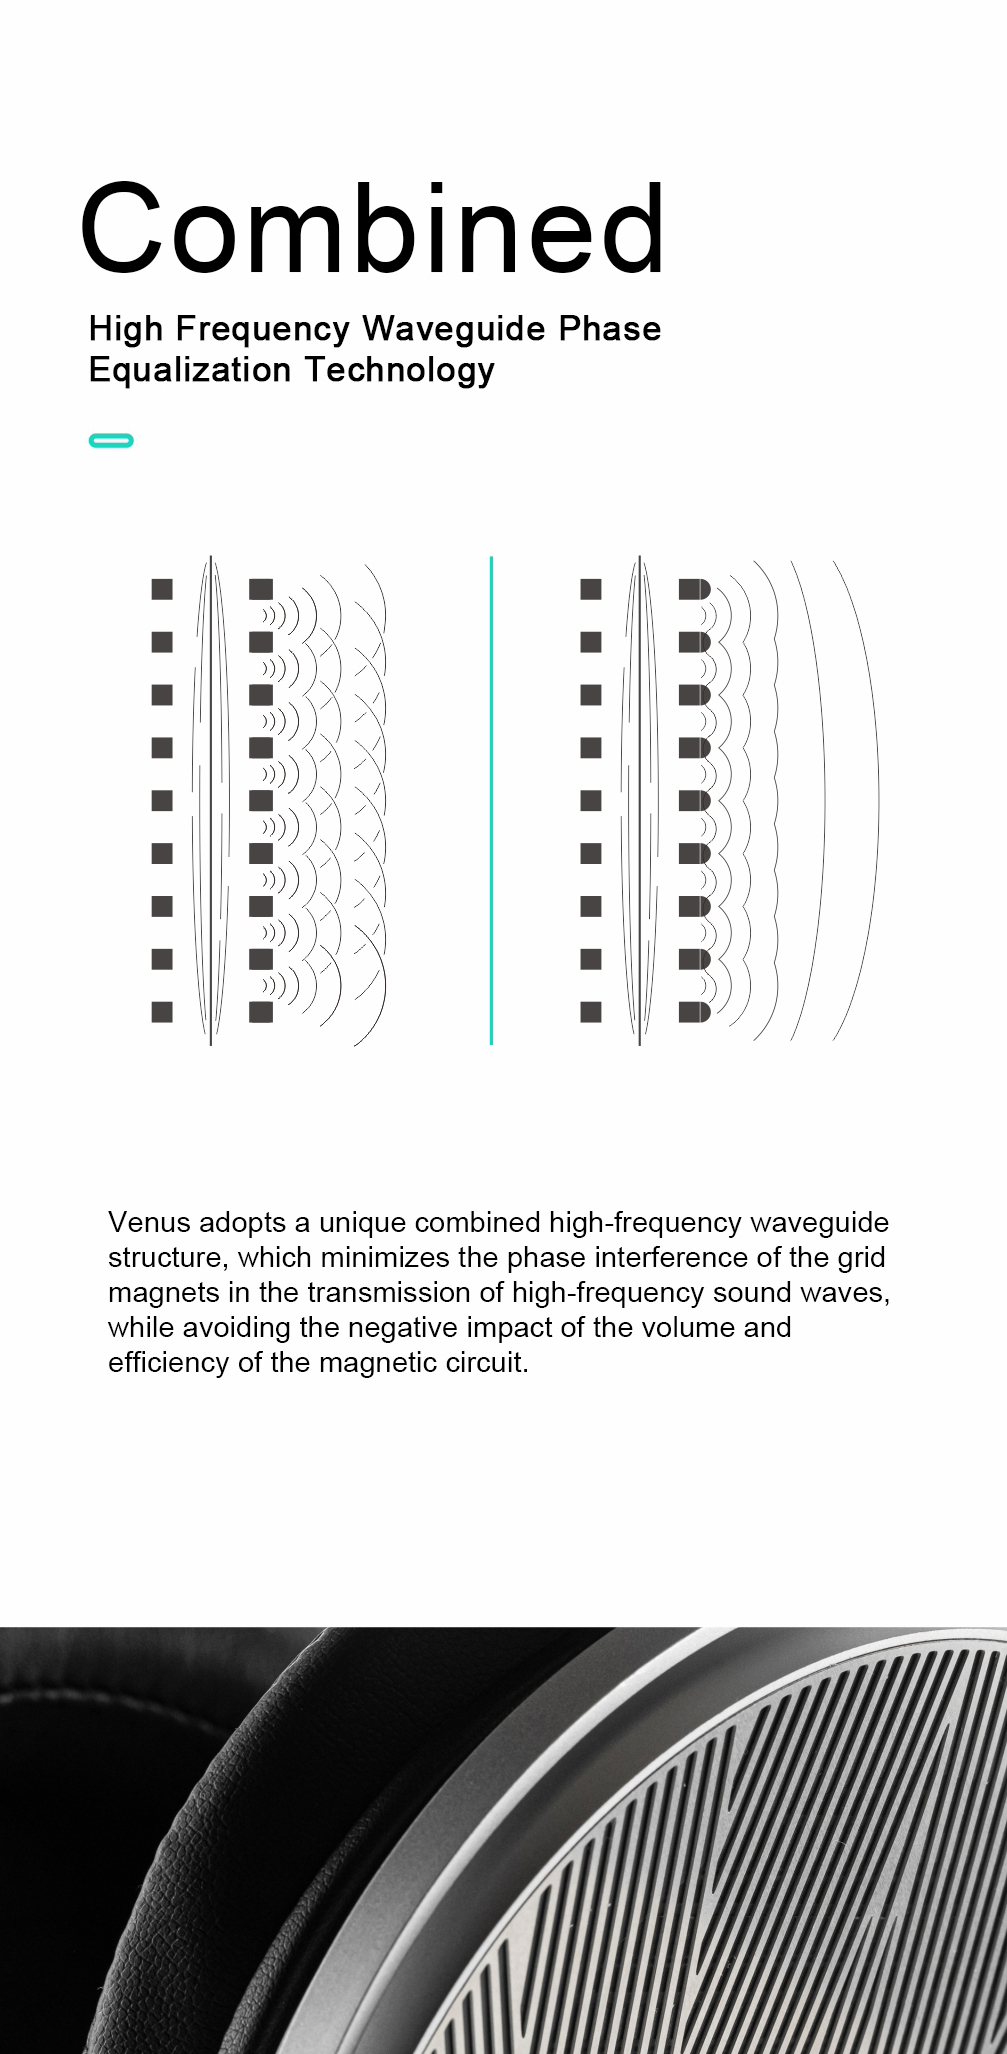 Combined
High Frequency Waveguide Phase
Equalization Technology
Venus adopts a unique combined high-frequency waveguide
structure, which minimizes the phase interference of the grid
magnets in the transmission of high-frequency sound waves,
while avoiding the negative impact of the volume and
efficiency of the magnetic circuit.